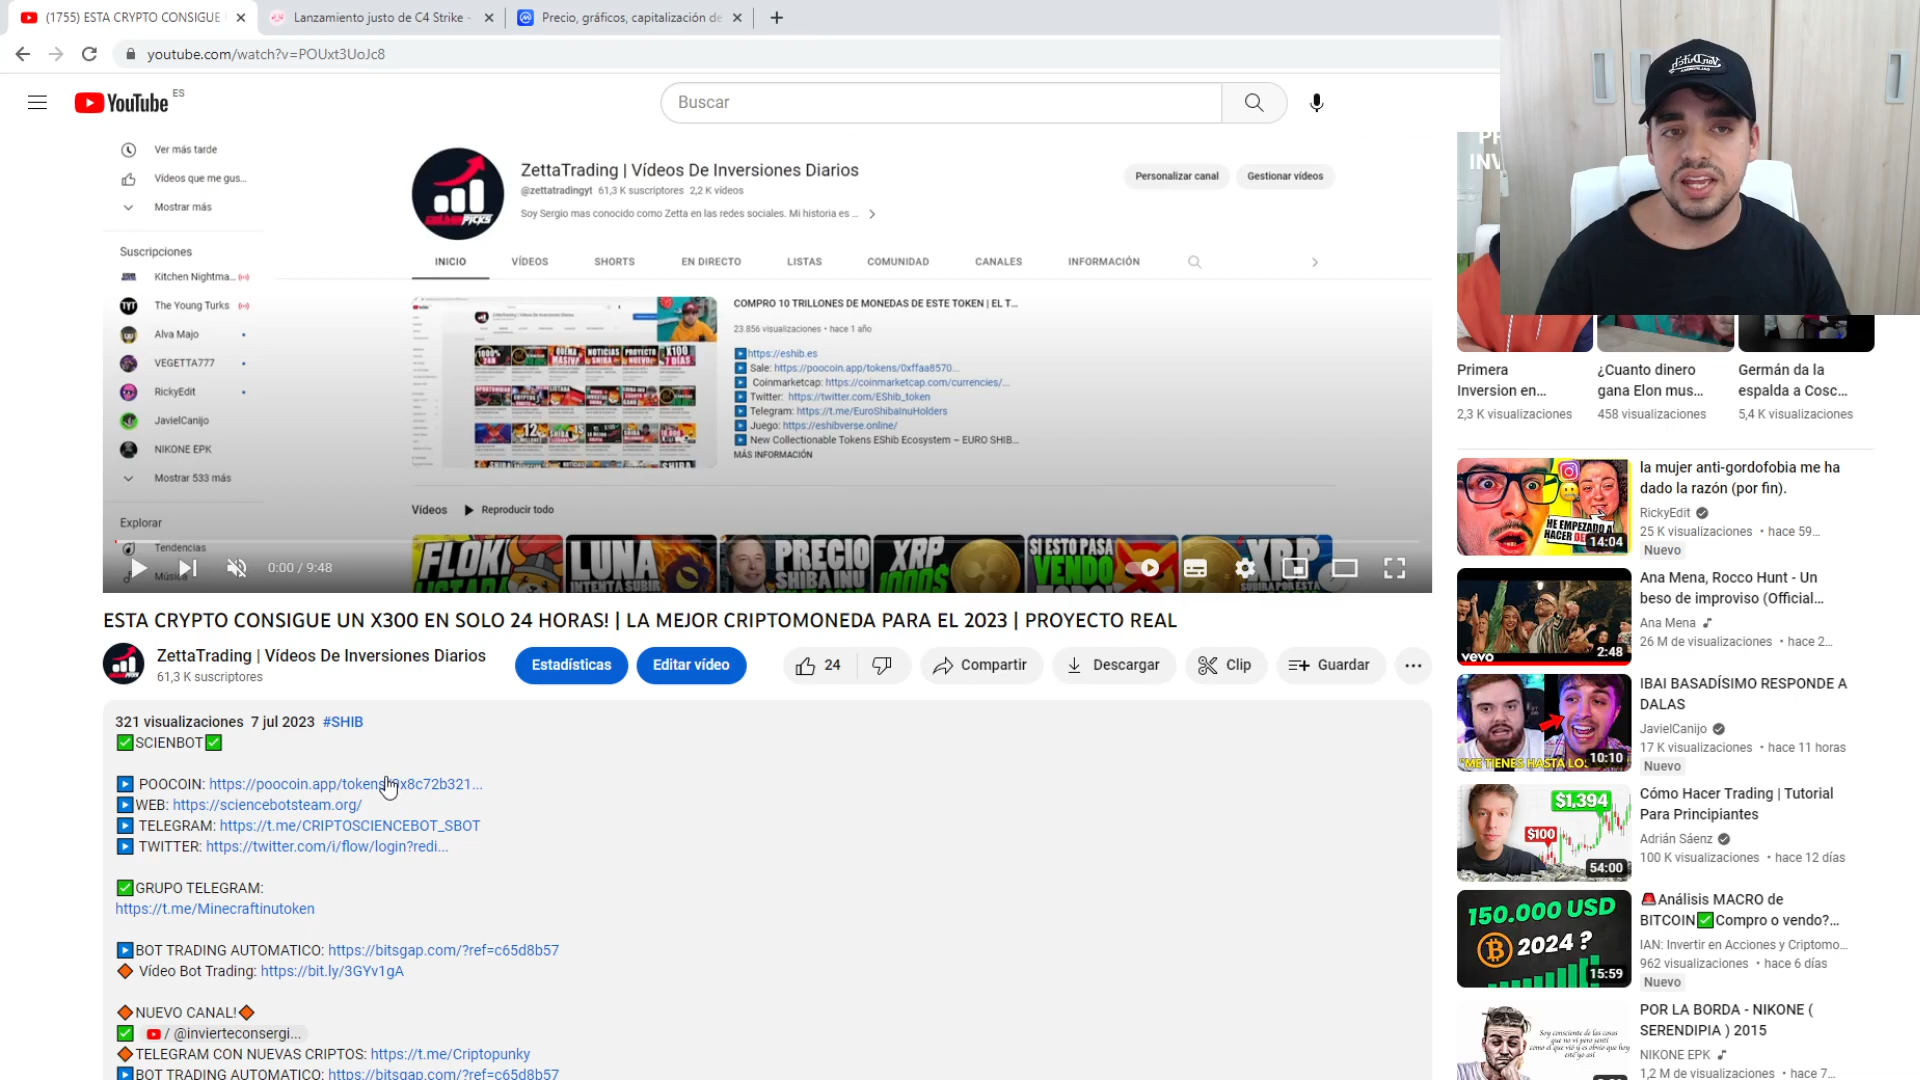 (1755) ESTA CRYPTO CONSIGUE
Lanzamiento justo de C4 Strike -
Precio, gráficos, capitalización de
youtube.com/watch?v=POUxt3UoJc8
YouTube ES
Buscar
Ver más tarde
Vídeos que me gus...
Mostrar más
Suscripciones
Kitchen Nightma...
The Young Turks
Alva Majo
VEGETTA777
RickyEdit
JavielCanijo
NIKONE EPK
Mostrar 533 más
Explorar
Tendencias
Música
ZettaTrading | Vídeos De Inversiones Diarios
@zettatradingyt 61,3 K suscriptores 2,2 K vídeos
Soy Sergio mas conocido como Zetta en las redes sociales. Mi historia es ...
Personalizar canal
Gestionar vídeos
INICIO VÍDEOS SHORTS EN DIRECTO LISTAS COMUNIDAD CANALES INFORMACIÓN
COMPRO 10 TRILLONES DE MONEDAS DE ESTE TOKEN | EL T...
23.856 visualizaciones • hace 1 año
https://eshib.es
Sale: https://poocoin.app/tokens/0xffaa8570...
Coinmarketcap: https://coinmarketcap.com/currencies/...
Twitter: https://twitter.com/EShib_token
Telegram: https://t.me/EuroShibaInuHolders
Juego: https://eshibverse.online/
New Collectionable Tokens EShib Ecosystem – EURO SHIB...
MÁS INFORMACIÓN
Vídeos Reproducir todo
FLOKI
LISTADA
LUNA
INTENTA SUBIR
PRECIO
SHIBA INU
XRP
1000$
SI ESTO PASA
VENDO
XRP
0:00 / 9:48
ESTA CRYPTO CONSIGUE UN X300 EN SOLO 24 HORAS! | LA MEJOR CRIPTOMONEDA PARA EL 2023 | PROYECTO REAL
ZettaTrading | Vídeos De Inversiones Diarios
61,3 K suscriptores
Estadísticas
Editar vídeo
24
Compartir
Descargar
Clip
Guardar
321 visualizaciones 7 jul 2023 #SHIB
✅SCIENBOT✅
▶ POOCOIN: https://poocoin.app/tokens/0x8c72b321...
▶WEB: https://sciencebotsteam.org/
▶ TELEGRAM: https://t.me/CRIPTOSCIENCEBOT_SBOT
▶ TWITTER: https://twitter.com/i/flow/login?redi...
✅GRUPO TELEGRAM:
https://t.me/Minecraftinutoken
▶BOT TRADING AUTOMATICO: https://bitsgap.com/?ref=c65d8b57
🔶 Vídeo Bot Trading: https://bit.ly/3GYv1gA
🔶NUEVO CANAL!🔶
✅ / @invierteconsergi...
🔶TELEGRAM CON NUEVAS CRIPTOS: https://t.me/Criptopunky
▶BOT TRADING AUTOMATICO: https://bitsgap.com/?ref=c65d8b57
Primera
Inversion en...
2,3 K visualizaciones
¿Cuanto dinero
gana Elon mus...
458 visualizaciones
Germán da la
espalda a Cosc...
5,4 K visualizaciones
HE EMPEZADO A
14:04
la mujer anti-gordofobia me ha
dado la razón (por fin).
RickyEdit
25 K visualizaciones • hace 59...
Nuevo
vevo
2:48
Ana Mena, Rocco Hunt - Un
beso de improviso (Official...
Ana Mena
26 M de visualizaciones • hace 2...
"ME TIENES HASTA LO
10:10
IBAI BASADÍSIMO RESPONDE A
DALAS
JavielCanijo
17 K visualizaciones • hace 11 horas
Nuevo
$1,394
$100
54:00
Cómo Hacer Trading | Tutorial
Para Principiantes
Adrián Sáenz
100 K visualizaciones • hace 12 días
150.000 USD
2024 ?
15:59
🚨Análisis MACRO de
BITCOIN✅Compro o vendo?...
IAN: Invertir en Acciones y Criptomo...
962 visualizaciones • hace 6 días
Nuevo
POR LA BORDA - NIKONE (
SERENDIPIA ) 2015
NIKONE EPK
1,2 M de visualizaciones • hace 7...